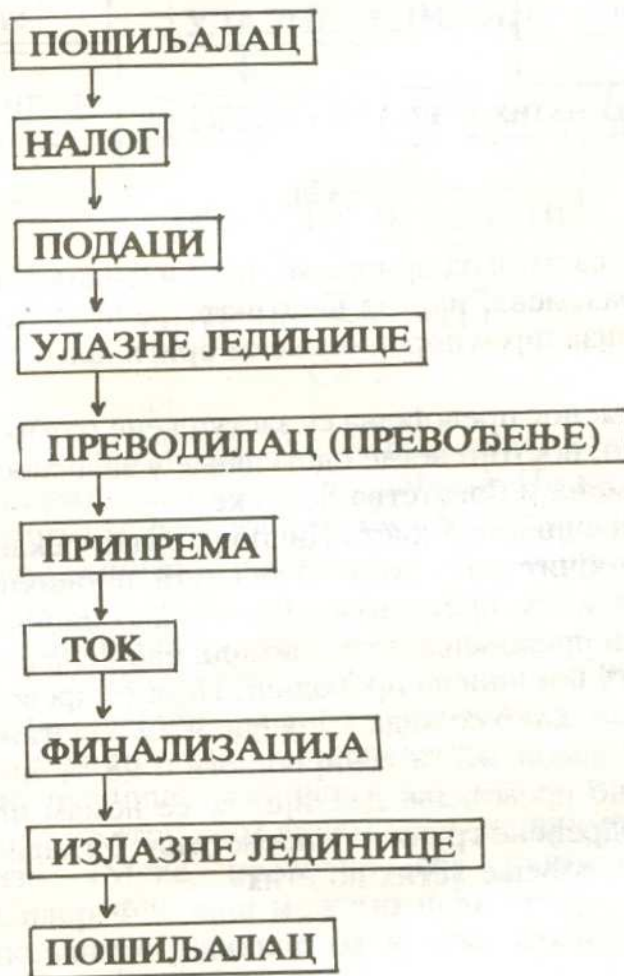 ПОШИЉАЛАЦ
НАЛОГ
ПОДАЦИ
УЛАЗНЕ ЈЕДИНИЦЕ
ПРЕВОДИЛАЦ (ПРЕВОЂЕЊЕ)
ПРИПРЕМА
ТОК
ФИНАЛИЗАЦИЈА
ИЗЛАЗНЕ ЈЕДИНИЦЕ
ПОШИЉАЛАЦ